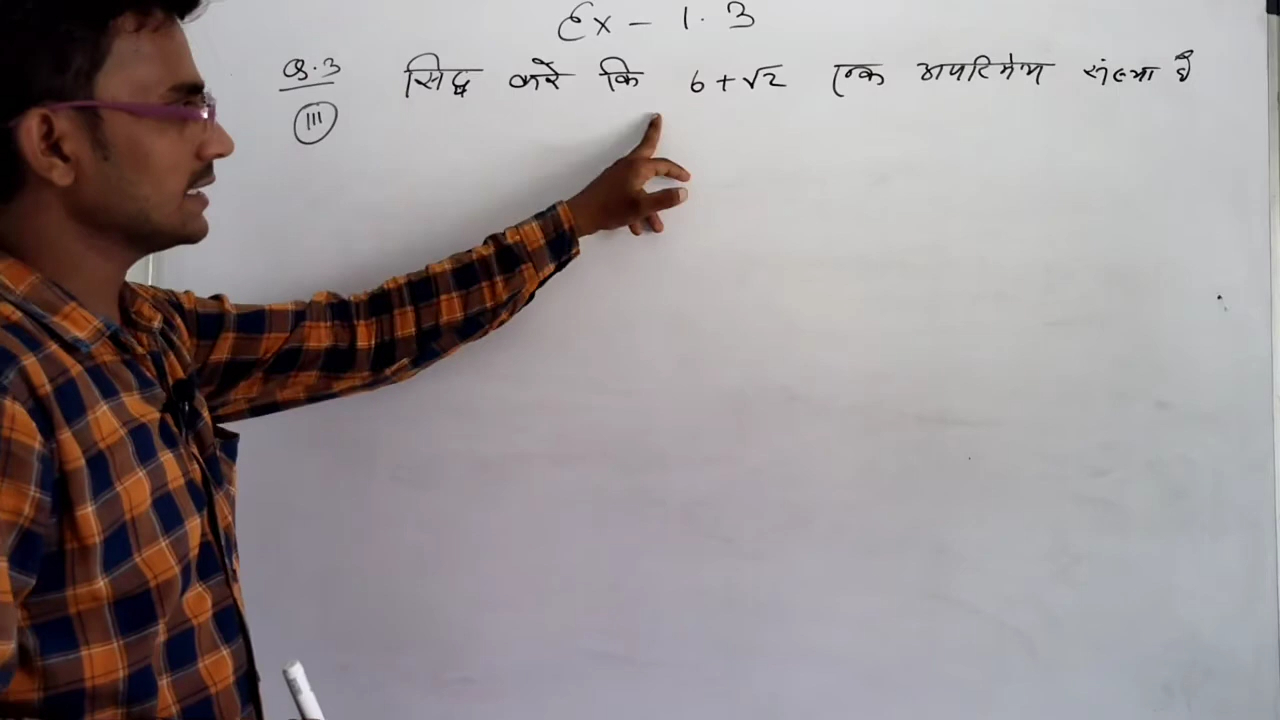 Ex - 1.3
Q.3 सिद्ध करे कि 6+√2 एक अपरिमेय संख्या है
III